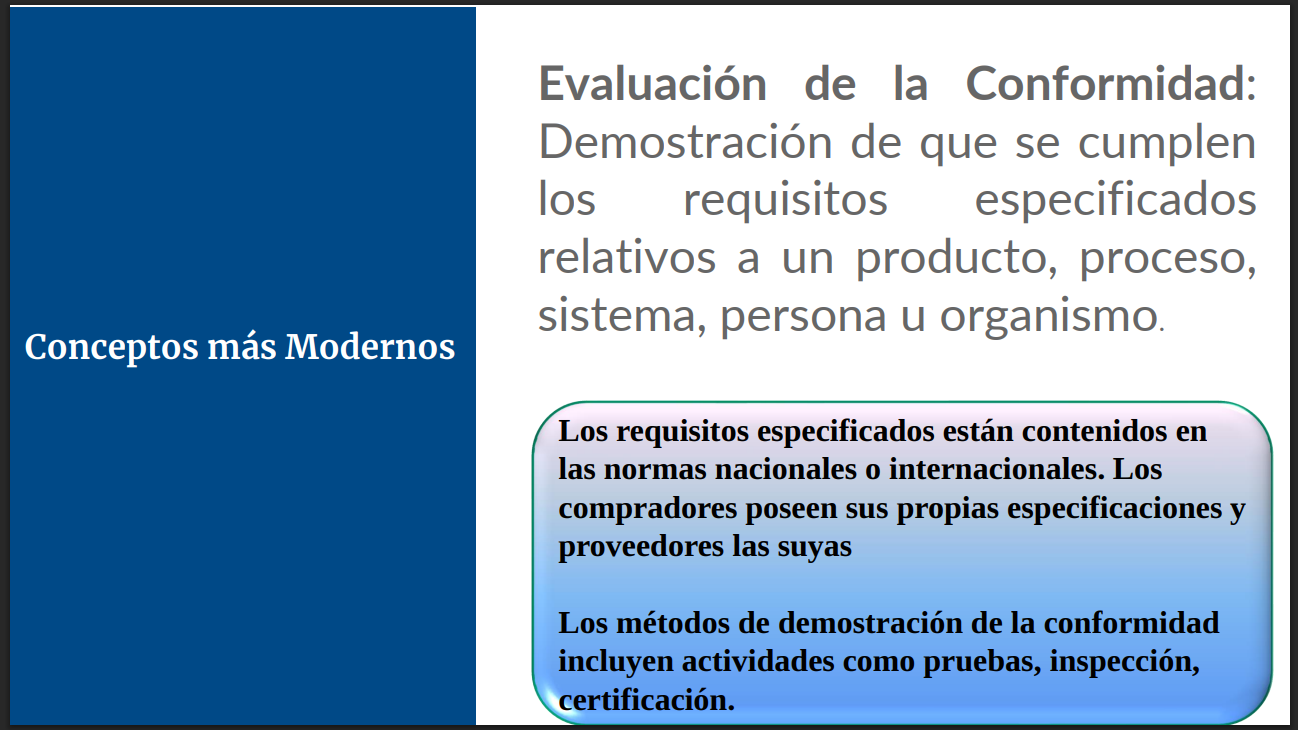 Conceptos más Modernos
Evaluación de la Conformidad:
Demostración de que se cumplen
los requisitos especificados
relativos a un producto, proceso,
sistema, persona u organismo.
Los requisitos especificados están contenidos en
las normas nacionales o internacionales. Los
compradores poseen sus propias especificaciones y
proveedores las suyas
Los métodos de demostración de la conformidad
incluyen actividades como pruebas, inspección,
certificación.